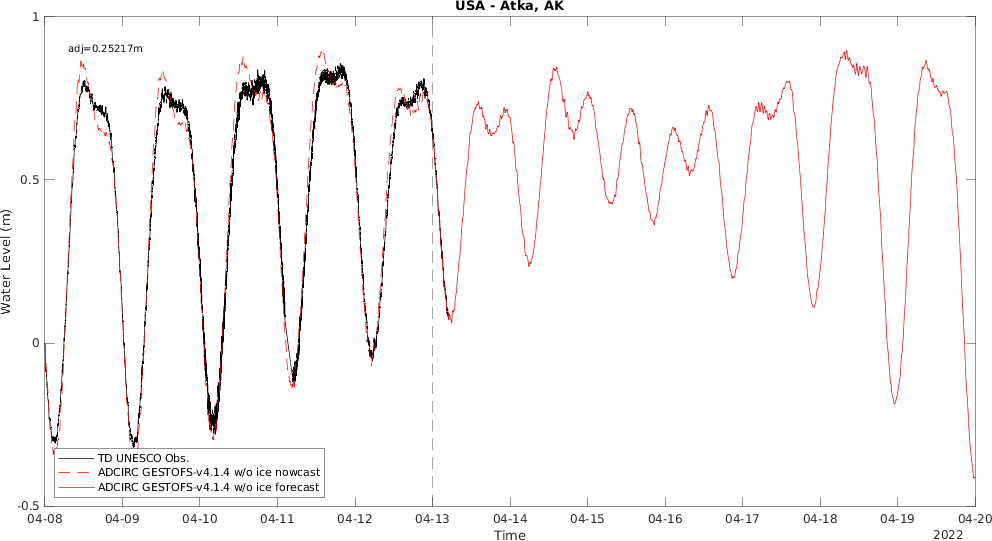 USA - Atka, AK
adj=0.25217m
1
0.5
0
-0.5
Water Level (m)
TD UNESCO Obs.
ADCIRC GESTOFS-v4.1.4 w/o ice nowcast
ADCIRC GESTOFS-v4.1.4 w/o ice forecast
04-08 04-09 04-10 04-11 04-12 04-13 04-14 04-15 04-16 04-17 04-18 04-19 04-20
Time
2022